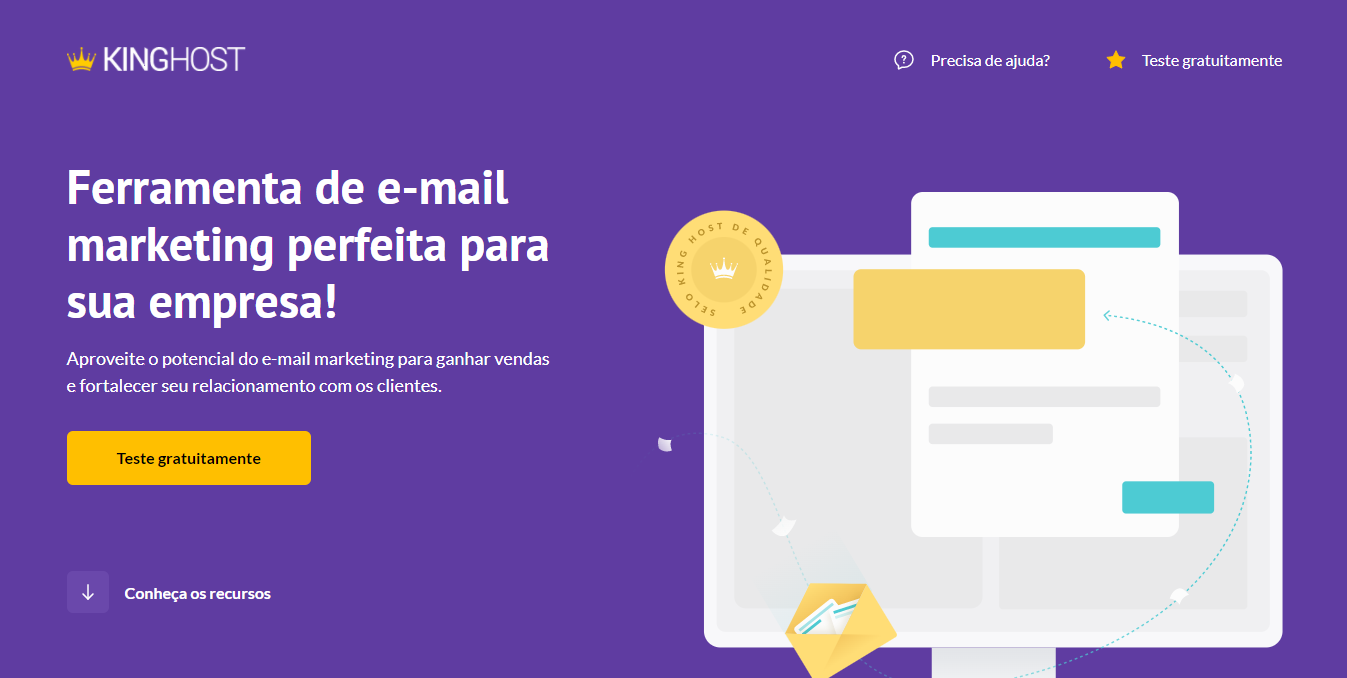 KINGHOST
Precisa de ajuda?
Teste gratuitamente
Ferramenta de e-mail
marketing perfeita para
sua empresa!
Aproveite o potencial do e-mail marketing para ganhar vendas
e fortalecer seu relacionamento com os clientes.
Teste gratuitamente
Conheça os recursos
SELO KING HOST DE QUALIDADE